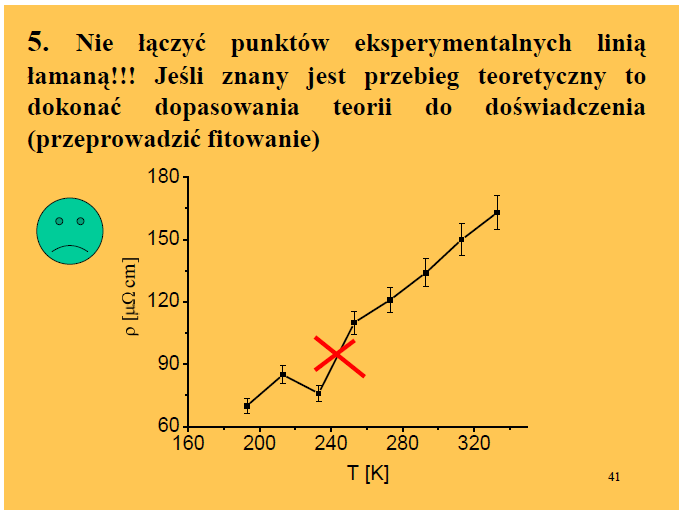 5. Nie łączyć punktów eksperymentalnych linią
łamaną!!! Jeśli znany jest przebieg teoretyczny to
dokonać dopasowania teorii do doświadczenia
(przeprowadzić fitowanie)
180
150
120
90
60
ρ [μΩ cm]
160 200 240 280 320
T [K]
41